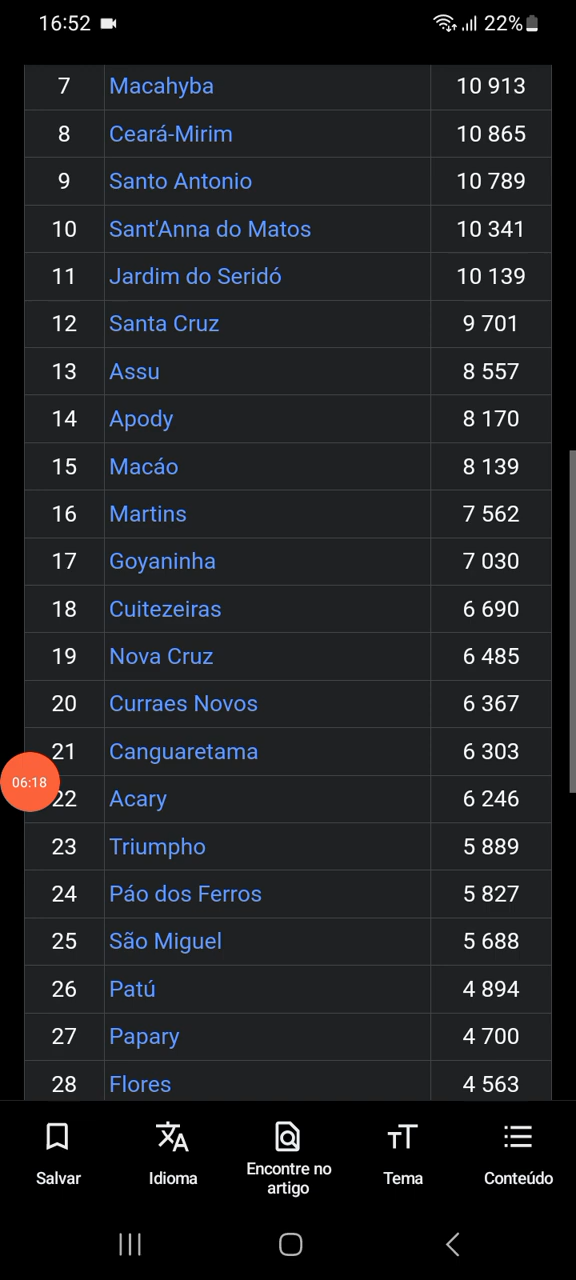 16:52 22%
7 Macahyba 10 913
8 Ceará-Mirim 10 865
9 Santo Antonio 10 789
10 Sant'Anna do Matos 10 341
11 Jardim do Seridó 10 139
12 Santa Cruz 9 701
13 Assu 8 557
14 Apody 8 170
15 Macáo 8 139
16 Martins 7 562
17 Goyaninha 7 030
18 Cuitezeiras 6 690
19 Nova Cruz 6 485
20 Curraes Novos 6 367
21 Canguaretama 6 303
06:18
22 Acary 6 246
23 Triumpho 5 889
24 Páo dos Ferros 5 827
25 São Miguel 5 688
26 Patú 4 894
27 Papary 4 700
28 Flores 4 563
Salvar
Idioma
Encontre no
artigo
Tema
Conteúdo